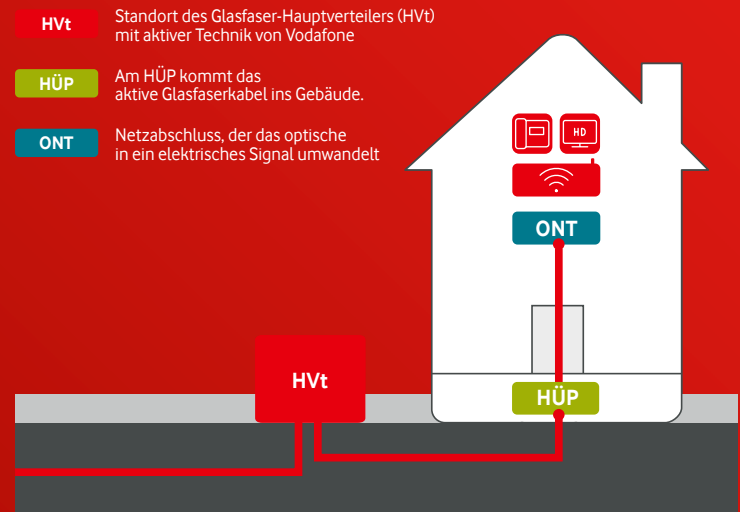 HVt
Standort des Glasfaser-Hauptverteilers (HVt)
mit aktiver Technik von Vodafone
HÜP
Am HÜP kommt das
aktive Glasfaserkabel ins Gebäude.
ONT
Netzabschluss, der das optische
in ein elektrisches Signal umwandelt
HD
ONT
HVt
HÜP